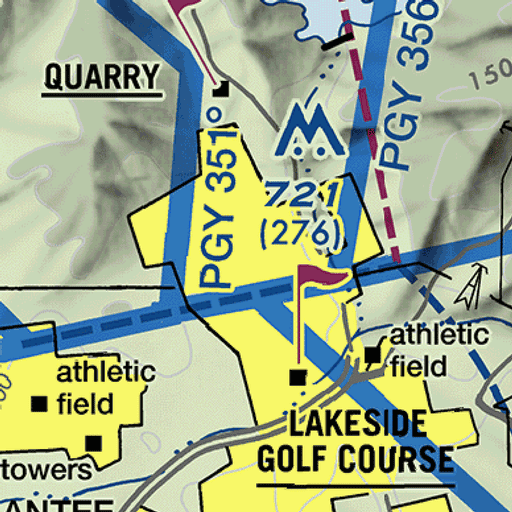 PGY 356
QUARRY
150
PGY 351°
721
(276)
athletic
field
athletic
field
LAKESIDE
GOLF COURSE
towers